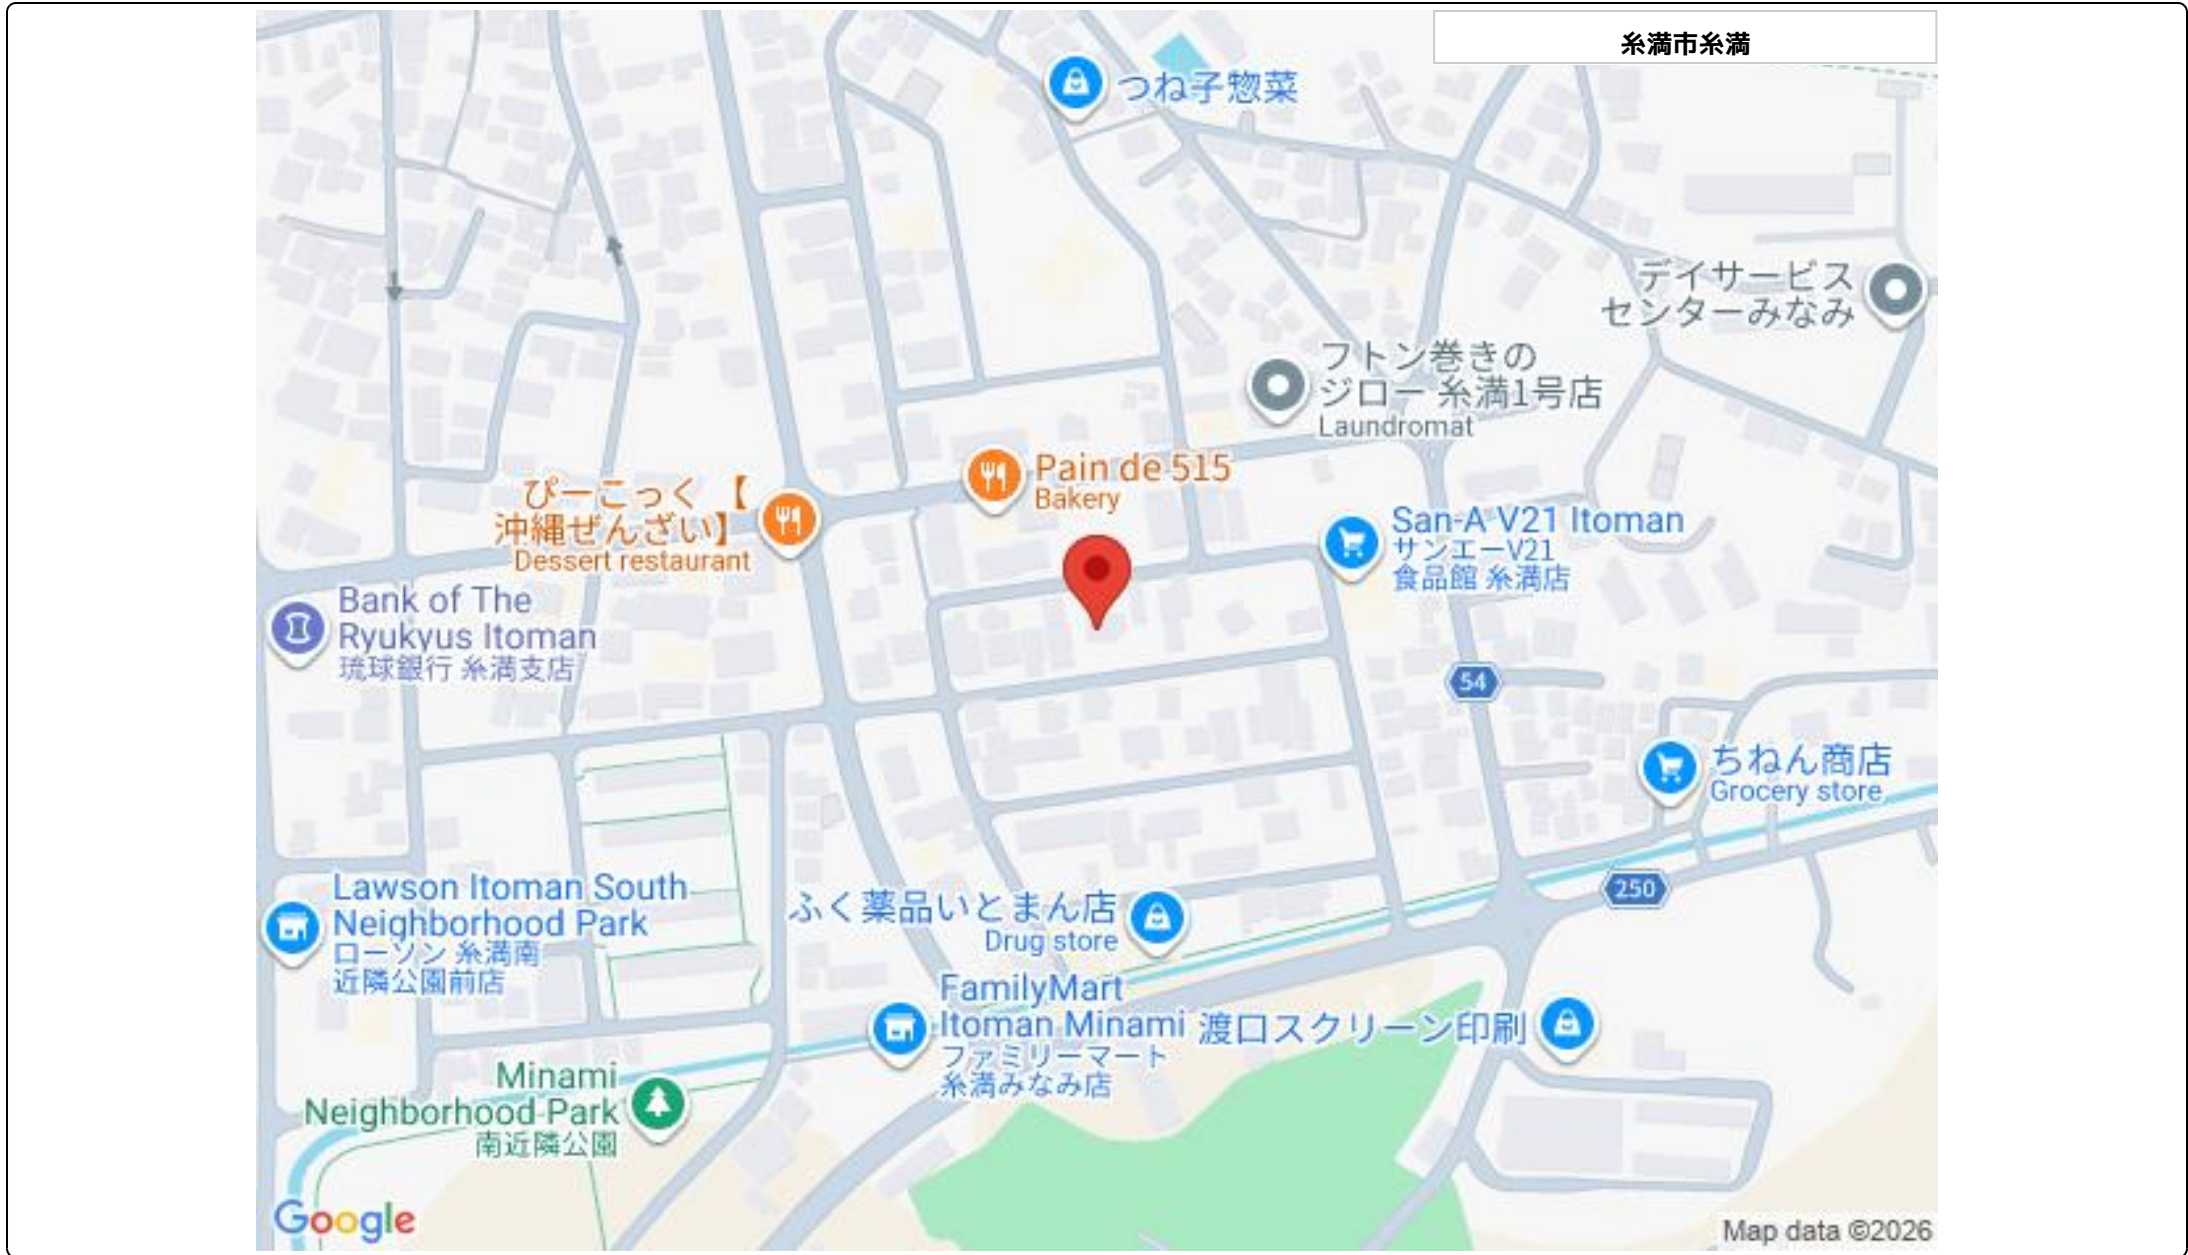 糸満市糸満
つね子惣菜
デイサービス
センターみなみ
フトン巻きの
ジロー 糸満1号店
Laundromat
Pain de 515
Bakery
ぴーこっく 【
沖縄ぜんざい】
Dessert restaurant
San-A V21 Itoman
サンエーV21
食品館 糸満店
Bank of The
Ryukyus Itoman
琉球銀行 糸満支店
54
ちねん商店
Grocery store
250
Lawson Itoman South
Neighborhood Park
ローソン 糸満南
近隣公園前店
ふく薬品いとまん店
Drug store
FamilyMart
Itoman Minami
ファミリーマート
糸満みなみ店
渡口スクリーン印刷
Minami
Neighborhood Park
南近隣公園
Google
Map data ©2026